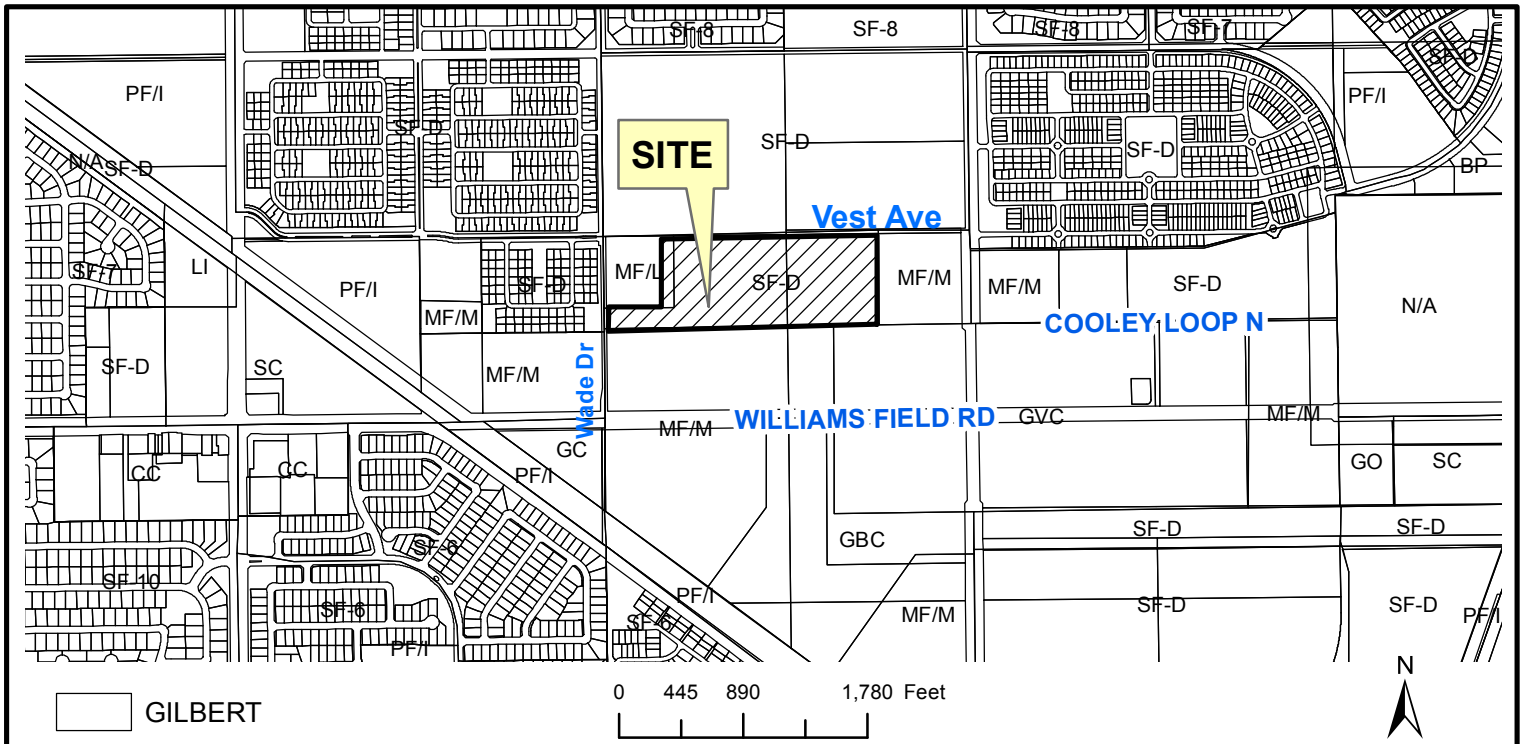 SF-8
SF-8
SF-8
SF-7
SF-D
PF/I
PF/I
SF-D
SF-D
SF-D
SITE
N/A
SF-D
BP
Vest Ave
LI
SF-7
PF/I
SF-D
MF/L
SF-D
MF/M
MF/M
SF-D
N/A
MF/M
COOLEY LOOP N
SF-D
SC
MF/M
Wade Dr
MF/M
WILLIAMS FIELD RD
GVC
MF/M
CC
CC
PF/I
GC
GO
SC
SF-6
GBC
SF-D
SF-D
SF-10
SF-6
PF/I
SF-6
PF/I
MF/M
SF-D
SF-D
PF/I
N
GILBERT
0 445 890 1,780 Feet